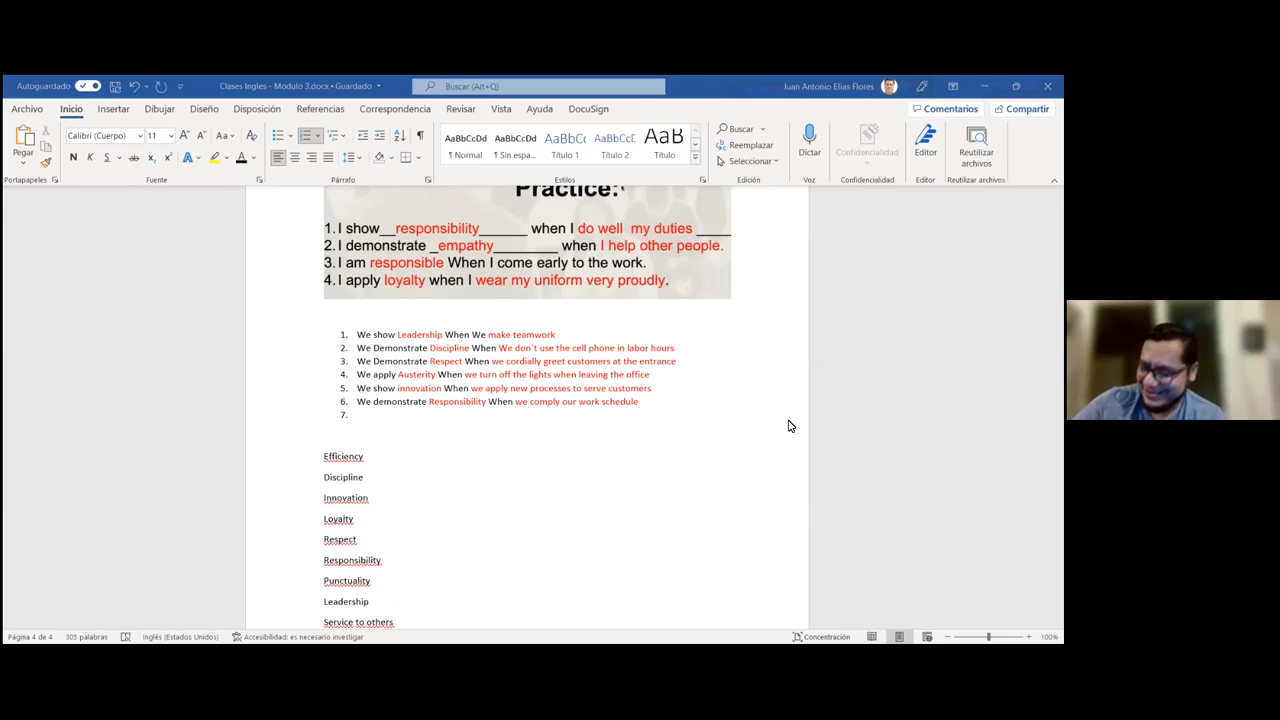 Autoguardado Clases Ingles - Modulo 3.docx • Guardado Buscar (Alt+Q) Juan Antonio Elias Flores
Archivo Inicio Insertar Dibujar Diseño Disposición Referencias Correspondencia Revisar Vista Ayuda DocuSign Comentarios Compartir
Pegar
Calibri (Cuerpo) 11
AaBbCcDd AaBbCcDd AaBbCc AaBbCcC AaB
1 Normal 1 Sin espa... Título 1 Título 2 Título
Buscar
Reemplazar
Seleccionar
Dictar
Confidencialidad
Editor
Reutilizar archivos
Portapapeles Fuente Párrafo Estilos Edición Voz Confidencialidad Editor Reutilizar archivos
Practice:
1. I show__responsibility______ when I do well my duties ____
2. I demonstrate _empathy________ when I help other people.
3. I am responsible When I come early to the work.
4. I apply loyalty when I wear my uniform very proudly.
1. We show Leadership When We make teamwork
2. We Demonstrate Discipline When We don´t use the cell phone in labor hours
3. We Demonstrate Respect When we cordially greet customers at the entrance
4. We apply Austerity When we turn off the lights when leaving the office
5. We show innovation When we apply new processes to serve customers
6. We demonstrate Responsibility When we comply our work schedule
7.
Efficiency
Discipline
Innovation
Loyalty
Respect
Responsibility
Punctuality
Leadership
Service to others
Página 4 de 4 305 palabras Inglés (Estados Unidos) Accesibilidad: es necesario investigar Concentración 100%